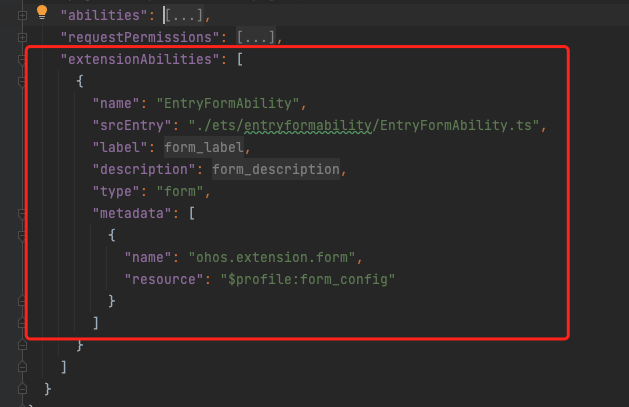 "abilities": [...],
"requestPermissions": [...],
"extensionAbilities": [
{
"name": "EntryFormAbility",
"srcEntry": "./ets/entryformability/EntryFormAbility.ts",
"label": form_label,
"description": form_description,
"type": "form",
"metadata": [
{
"name": "ohos.extension.form",
"resource": "$profile:form_config"
}
]
}
]
}